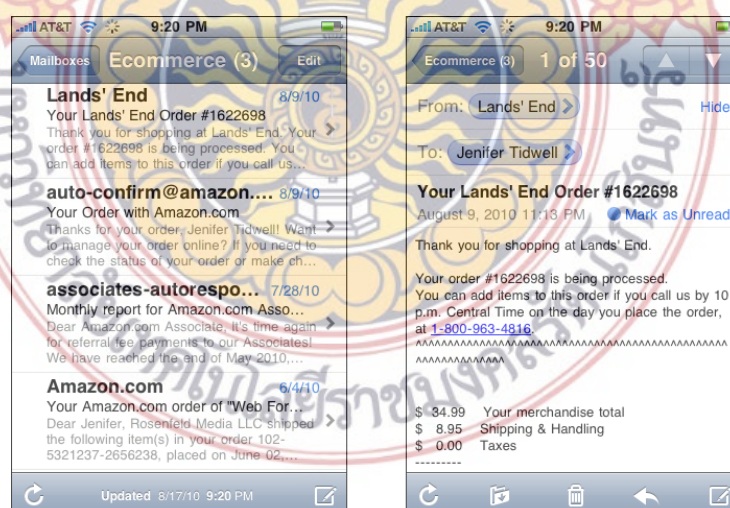 AT&T 9:20 PM
Mailboxes Ecommerce (3) Edit
Lands' End 8/9/10
Your Lands' End Order #1622698
Thank you for shopping at Lands' End. Your
order #1622698 is being processed. You
can add items to this order if you call us...
auto-confirm@amazon.... 8/9/10
Your Order with Amazon.com
Thanks for your order, Jenifer Tidwell! Want
to manage your order online? If you need to
check the status of your order or make ch...
associates-autorespo... 7/28/10
Monthly report for Amazon.com Asso...
Dear Amazon.com Associate, it's time again
for referral fee payments to our Associates!
We have reached the end of May 2010,...
Amazon.com 6/4/10
Your Amazon.com order of "Web For...
Dear Jenifer, Rosenfeld Media LLC shipped
the following item(s) in your order 102-
5321237-2656238, placed on June 02,...
Updated 8/17/10 9:20 PM
AT&T 9:20 PM
Ecommerce (3) 1 of 50
From: Lands' End Hide
To: Jenifer Tidwell
Your Lands' End Order #1622698
August 9, 2010 11:13 PM Mark as Unread
Thank you for shopping at Lands' End.
Your order #1622698 is being processed.
You can add items to this order if you call us by 10
p.m. Central Time on the day you place the order,
at 1-800-963-4816.
^^^^^^^^^^^^^^^^^^^^^^^^^^^^^^^^^^^^^^^^^^^^^^^^^^
^^^^^^^^^^^^^^
$ 34.99 Your merchandise total
$ 8.95 Shipping & Handling
$ 0.00 Taxes
---------